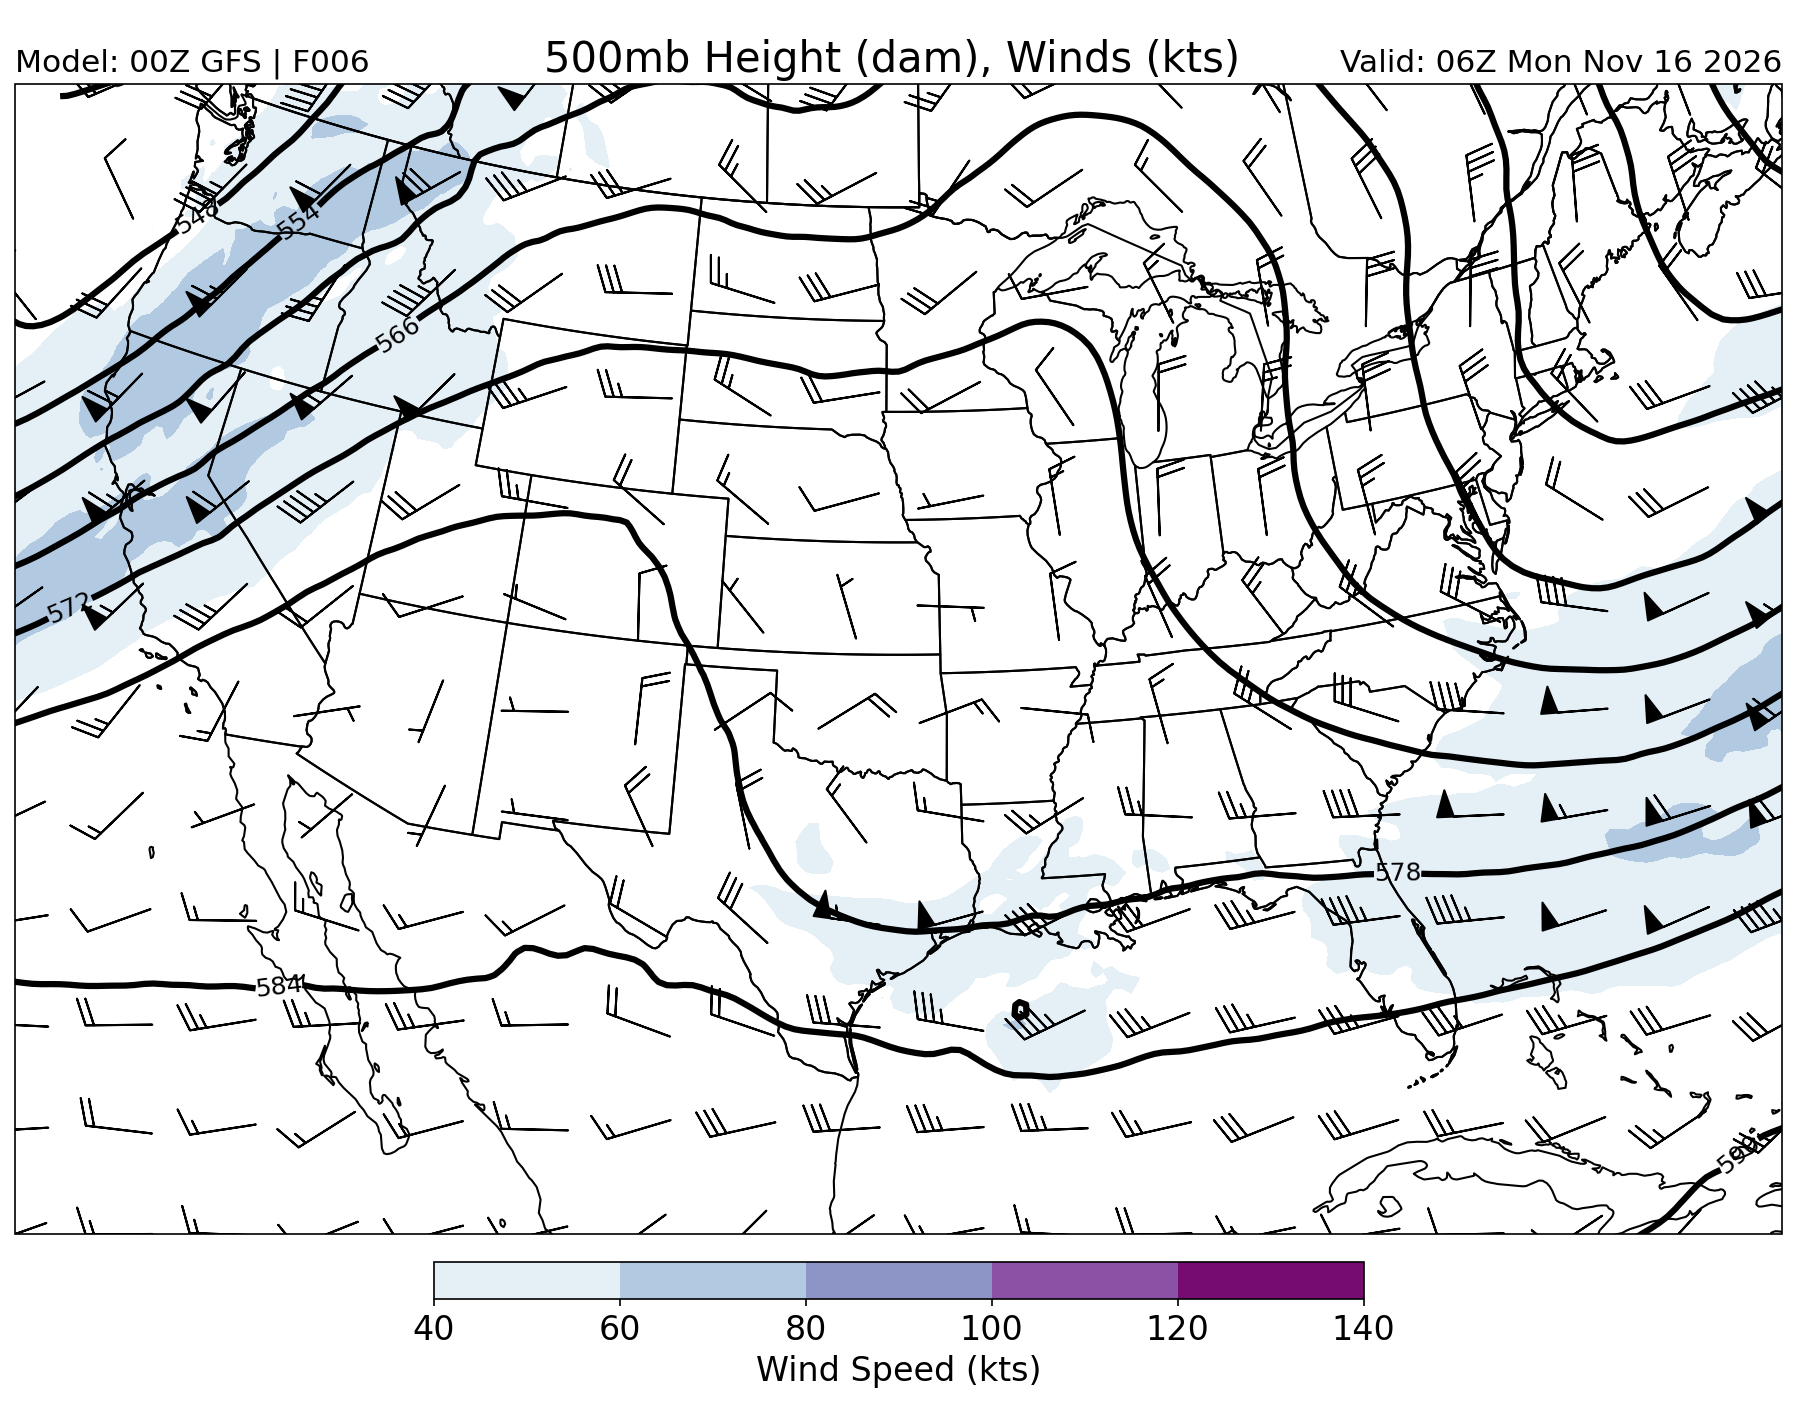 Model: 00Z GFS | F006
500mb Height (dam), Winds (kts)
Valid: 06Z Mon Nov 16 2026
548
554
566
572
578
584
590
40 60 80 100 120 140
Wind Speed (kts)